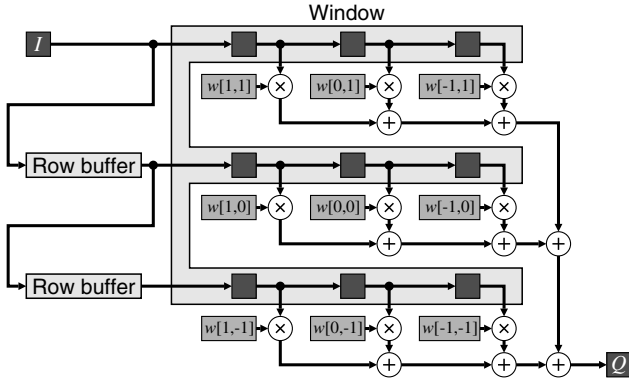 Window
I
w[1,1] × w[0,1] × w[-1,1] ×
+ +
Row buffer
w[1,0] × w[0,0] × w[-1,0] ×
+ + +
Row buffer
w[1,-1] × w[0,-1] × w[-1,-1] ×
+ + + Q